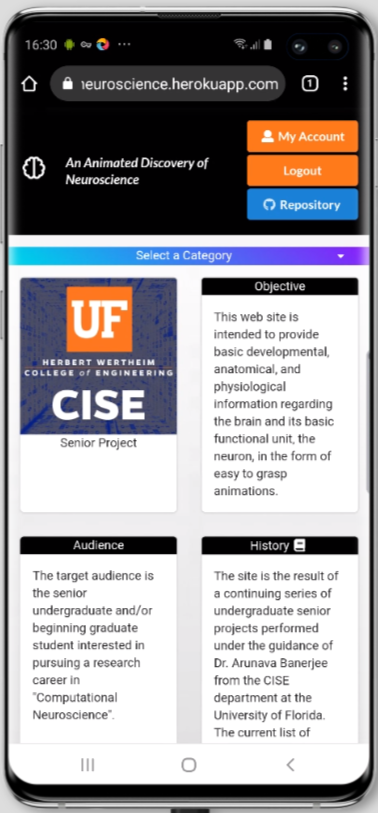 16:30
neuroscience.herokuapp.com
1
My Account
An Animated Discovery of
Neuroscience
Logout
Repository
Select a Category
UF
HERBERT WERTHEIM
COLLEGE of ENGINEERING
CISE
Senior Project
Objective
This web site is
intended to provide
basic developmental,
anatomical, and
physiological
information regarding
the brain and its basic
functional unit, the
neuron, in the form of
easy to grasp
animations.
Audience
The target audience is
the senior
undergraduate and/or
beginning graduate
student interested in
pursuing a research
career in
"Computational
Neuroscience".
History
The site is the result of
a continuing series of
undergraduate senior
projects performed
under the guidance of
Dr. Arunava Banerjee
from the CISE
department at the
University of Florida.
The current list of